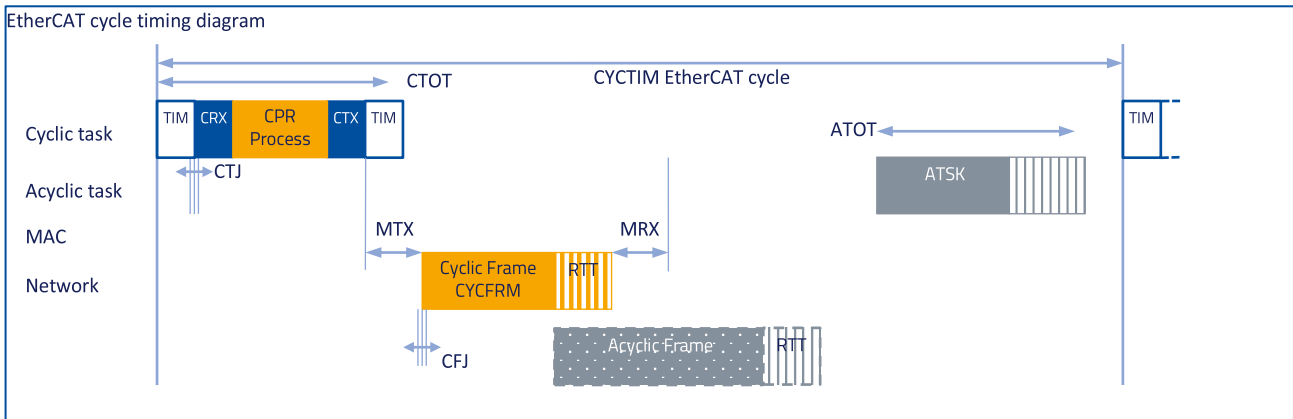 EtherCAT cycle timing diagram
CTOT
CYCTIM EtherCAT cycle
Cyclic task
TIM
CRX
CPR
Process
CTX
TIM
ATOT
TIM
CTJ
Acyclic task
ATSK
MAC
MTX
MRX
Network
Cyclic Frame
CYCFRM
RTT
CFJ
Acyclic Frame
RTT